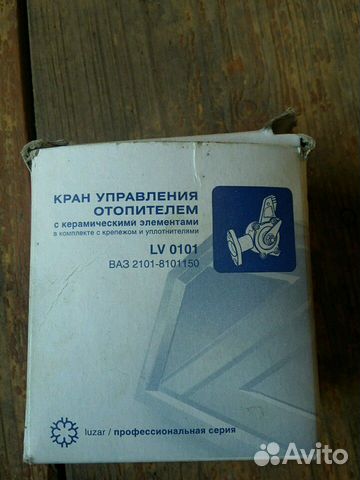 КРАН УПРАВЛЕНИЯ
ОТОПИТЕЛЕМ
с керамическими элементами
в комплекте с крепежом и уплотнителями
LV 0101
ВАЗ 2101-8101150
luzar / профессиональная серия
Avito